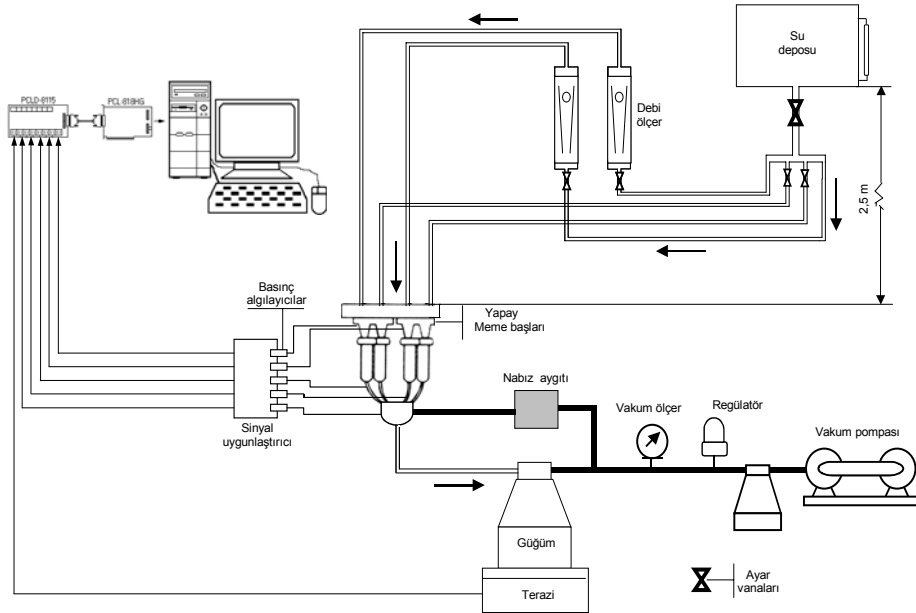 Su
deposu
PCLD-8115
PCL-818HG
Debi
ölçer
2,5 m
Basınç
algılayıcılar
Yapay
Meme başları
Nabız aygıtı
Vakum ölçer
Regülatör
Vakum pompası
Sinyal
uygunlaştırıcı
Güğüm
Terazi
Ayar
vanaları